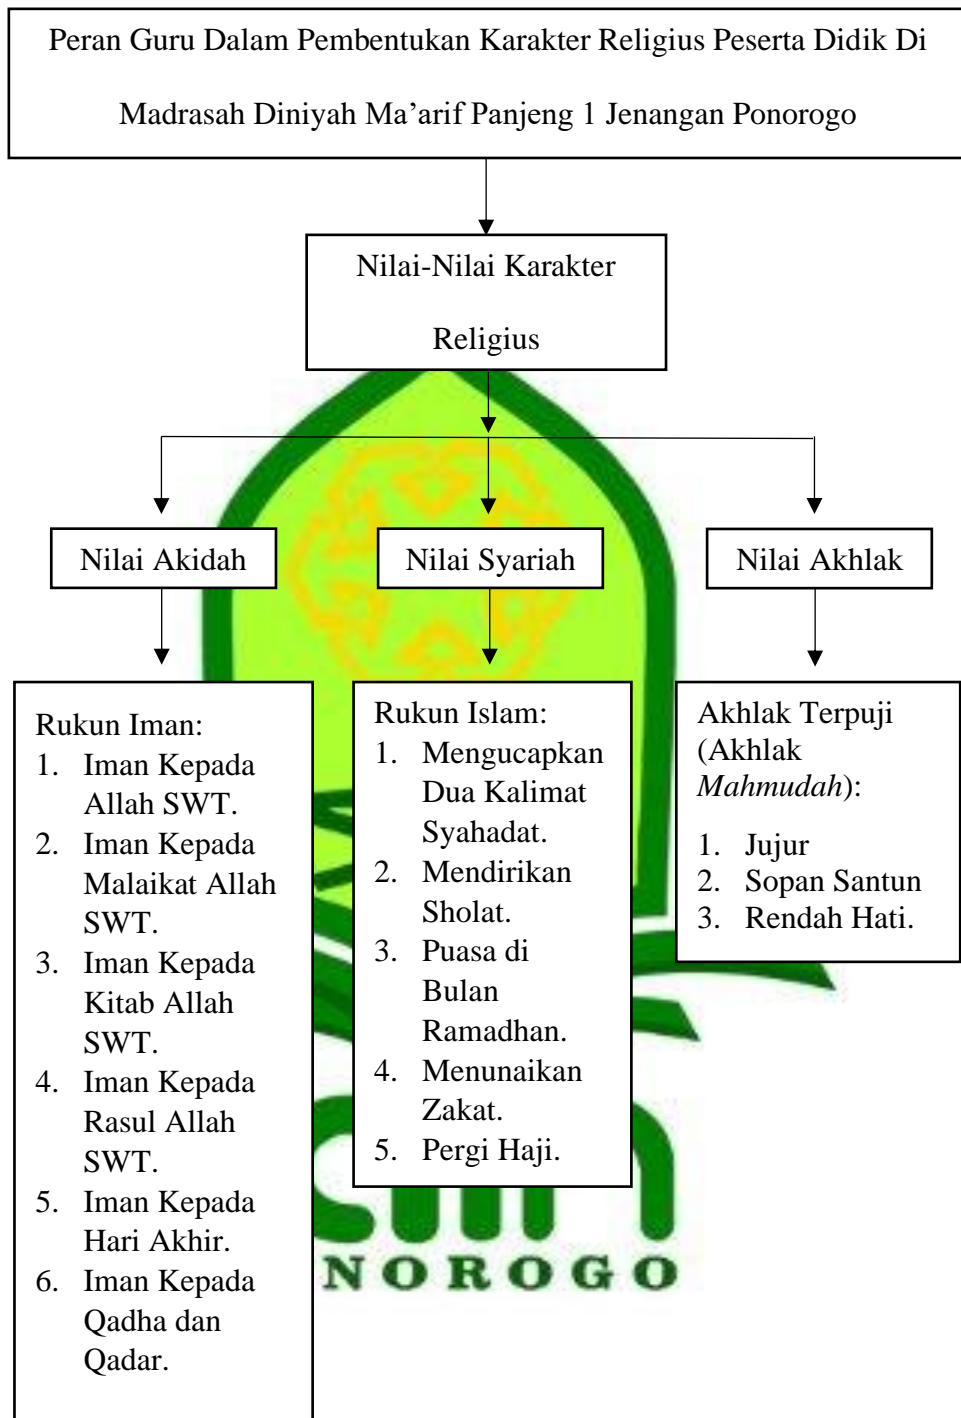 Peran Guru Dalam Pembentukan Karakter Religius Peserta Didik Di
Madrasah Diniyah Ma’arif Panjeng 1 Jenangan Ponorogo
Nilai-Nilai Karakter
Religius
Nilai Akidah
Nilai Syariah
Nilai Akhlak
Rukun Iman:
1. Iman Kepada
Allah SWT.
2. Iman Kepada
Malaikat Allah
SWT.
3. Iman Kepada
Kitab Allah
SWT.
4. Iman Kepada
Rasul Allah
SWT.
5. Iman Kepada
Hari Akhir.
6. Iman Kepada
Qadha dan
Qadar.
Rukun Islam:
1. Mengucapkan
Dua Kalimat
Syahadat.
2. Mendirikan
Sholat.
3. Puasa di
Bulan
Ramadhan.
4. Menunaikan
Zakat.
5. Pergi Haji.
Akhlak Terpuji
(Akhlak
Mahmudah):
1. Jujur
2. Sopan Santun
3. Rendah Hati.
NOROGO